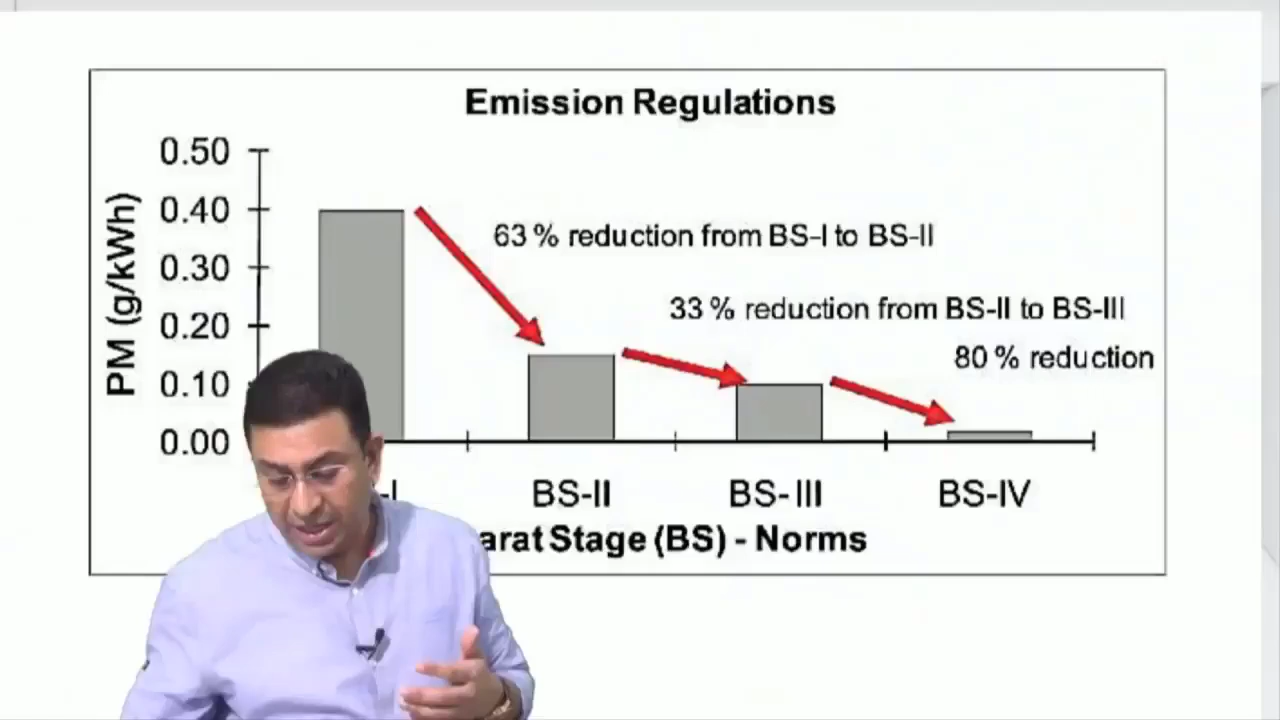 Emission Regulations
0.50
0.40
63 % reduction from BS-I to BS-II
0.30
33 % reduction from BS-II to BS-III
0.20
80 % reduction
0.10
0.00
PM (g/kWh)
-I BS-II BS-III BS-IV
arat Stage (BS) - Norms